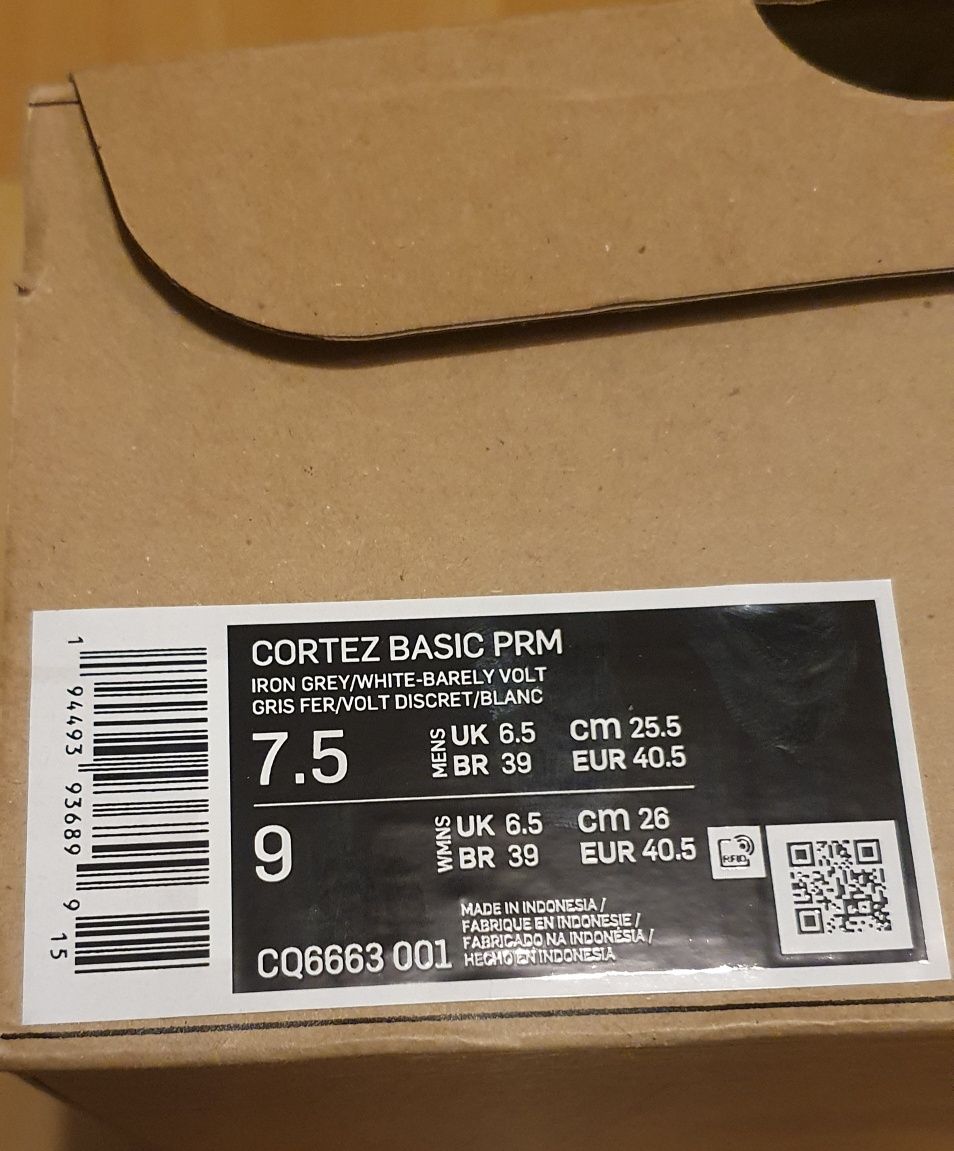 CORTEZ BASIC PRM
IRON GREY/WHITE-BARELY VOLT
GRIS FER/VOLT DISCRET/BLANC
7.5 MENS UK 6.5 cm 25.5
BR 39 EUR 40.5
9 WMNS UK 6.5 cm 26
BR 39 EUR 40.5
RFID
MADE IN INDONESIA /
FABRIQUE EN INDONESIE /
FABRICADO NA INDONÉSIA /
HECHO EN INDONESIA
CQ6663 001
1 94493 93689 9 15